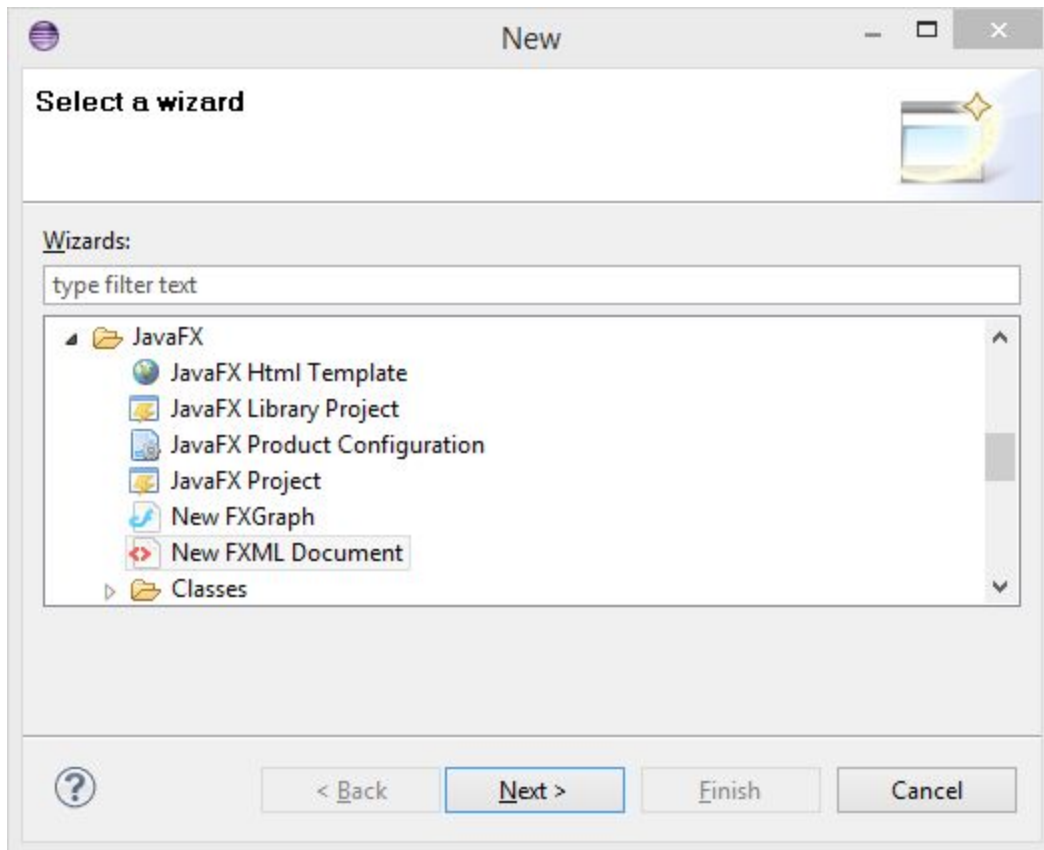 New
Select a wizard
Wizards:
type filter text
JavaFX
JavaFX Html Template
JavaFX Library Project
JavaFX Product Configuration
JavaFX Project
New FXGraph
New FXML Document
Classes
?
< Back Next > Finish Cancel